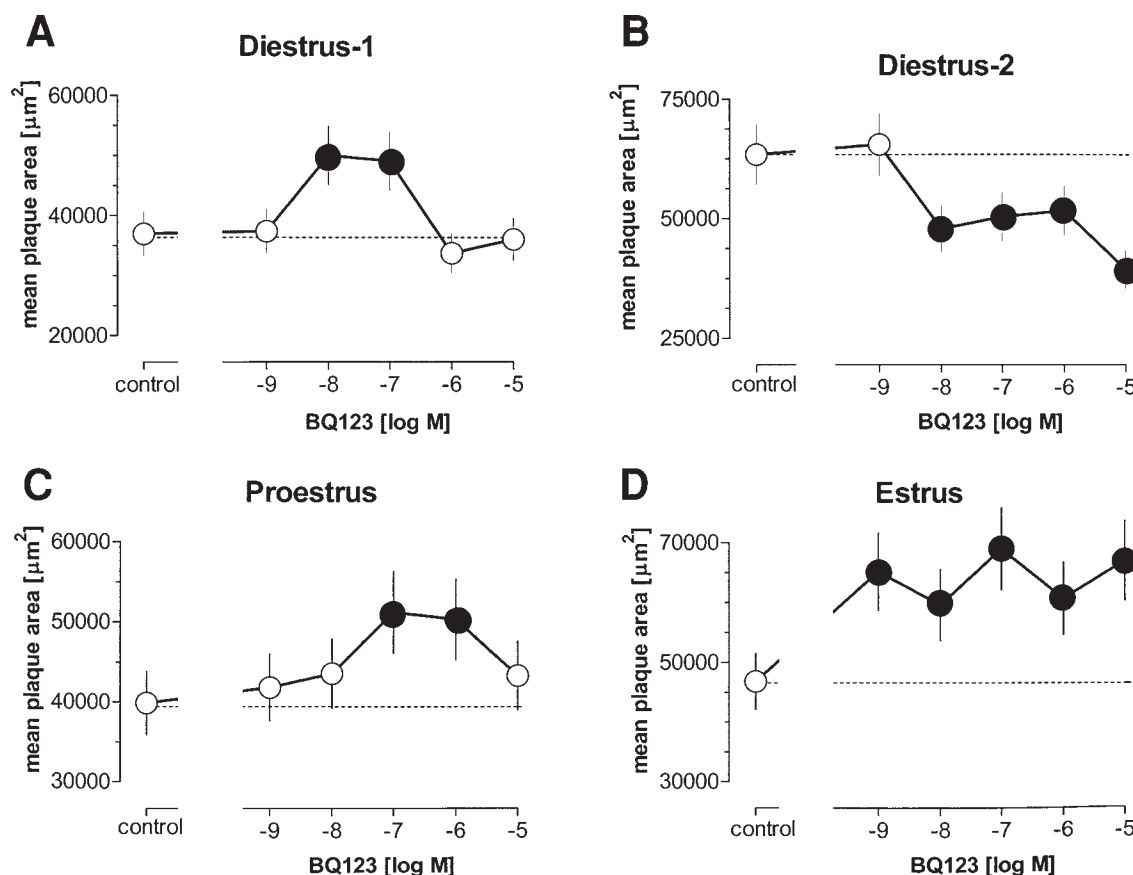 A
Diestrus-1
mean plaque area [μm²]
60000
40000
20000
control
-9
-8
-7
-6
-5
BQ123 [log M]
B
Diestrus-2
mean plaque area [μm²]
75000
50000
25000
control
-9
-8
-7
-6
-5
BQ123 [log M]
C
Proestrus
mean plaque area [μm²]
60000
50000
40000
30000
control
-9
-8
-7
-6
-5
BQ123 [log M]
D
Estrus
mean plaque area [μm²]
70000
50000
30000
control
-9
-8
-7
-6
-5
BQ123 [log M]